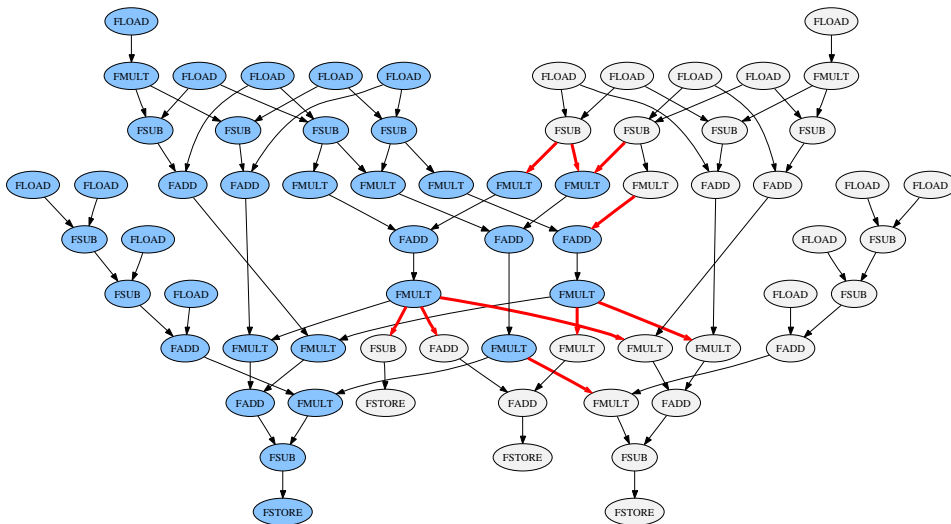 FLOAD FLOAD
FMULT FLOAD FLOAD FLOAD FLOAD FLOAD FLOAD FLOAD FLOAD FMULT
FSUB FSUB FSUB FSUB FSUB FSUB FSUB FSUB
FLOAD FLOAD FADD FADD FMULT FMULT FMULT FMULT FMULT FMULT FADD FADD FLOAD FLOAD
FSUB FLOAD FADD FADD FADD FLOAD FSUB
FSUB FLOAD FMULT FMULT FLOAD FSUB
FADD FMULT FMULT FSUB FADD FMULT FMULT FMULT FMULT FADD
FADD FMULT FSTORE FADD FMULT FADD
FSUB FSTORE FSUB
FSTORE FSTORE